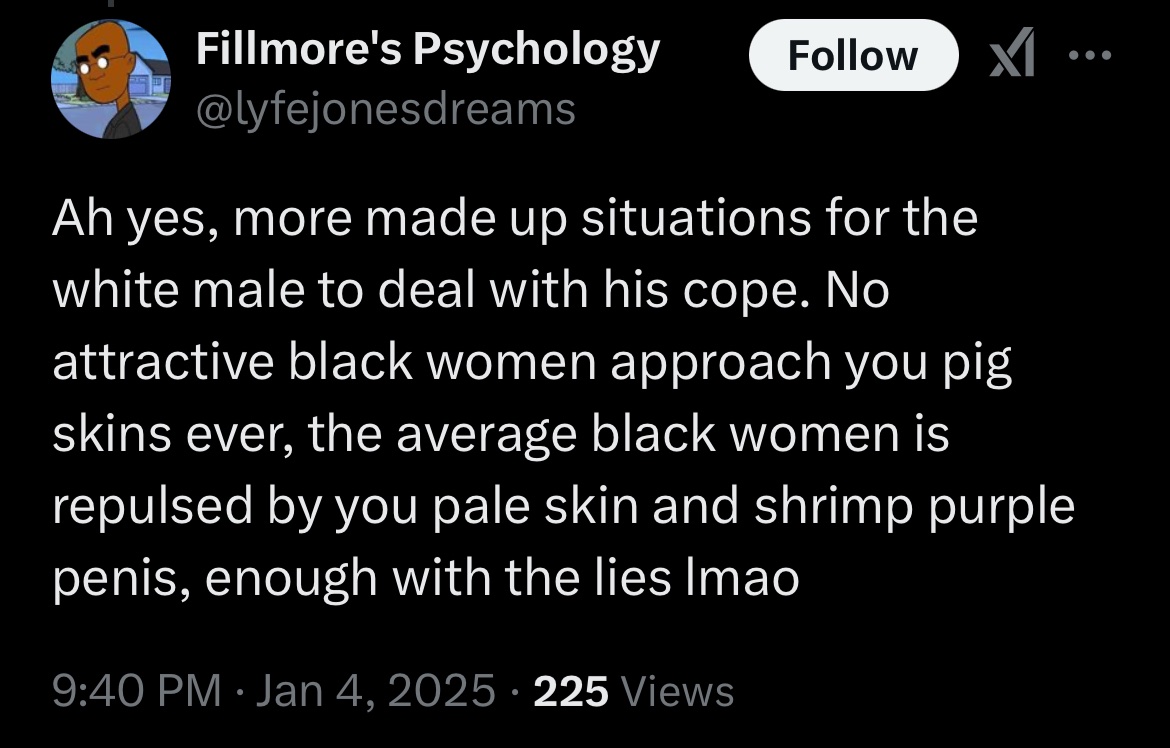 Fillmore's Psychology
Follow
@lyfejonesdreams
Ah yes, more made up situations for the
white male to deal with his cope. No
attractive black women approach you pig
skins ever, the average black women is
repulsed by you pale skin and shrimp purple
penis, enough with the lies lmao
9:40 PM · Jan 4, 2025 · 225 Views